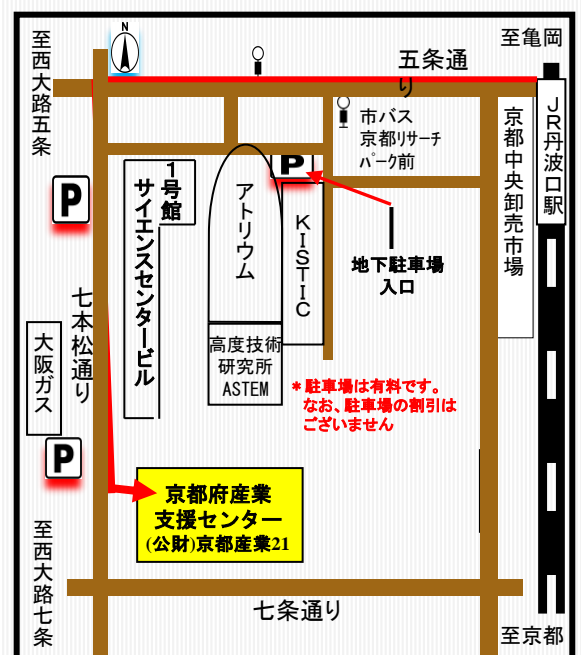 至亀岡
至西大路五条
N
五条通り
市バス
京都リサーチ
パーク前
JR丹波口駅
京都中央卸売市場
P
1号館
サイエンスセンタービル
アトリウム
KISTIC
P
地下駐車場
入口
七本松通り
大阪ガス
高度技術
研究所
ASTEM
*駐車場は有料です。
なお、駐車場の割引は
ございません
P
京都府産業
支援センター
(公財)京都産業21
至西大路七条
七条通り
至京都